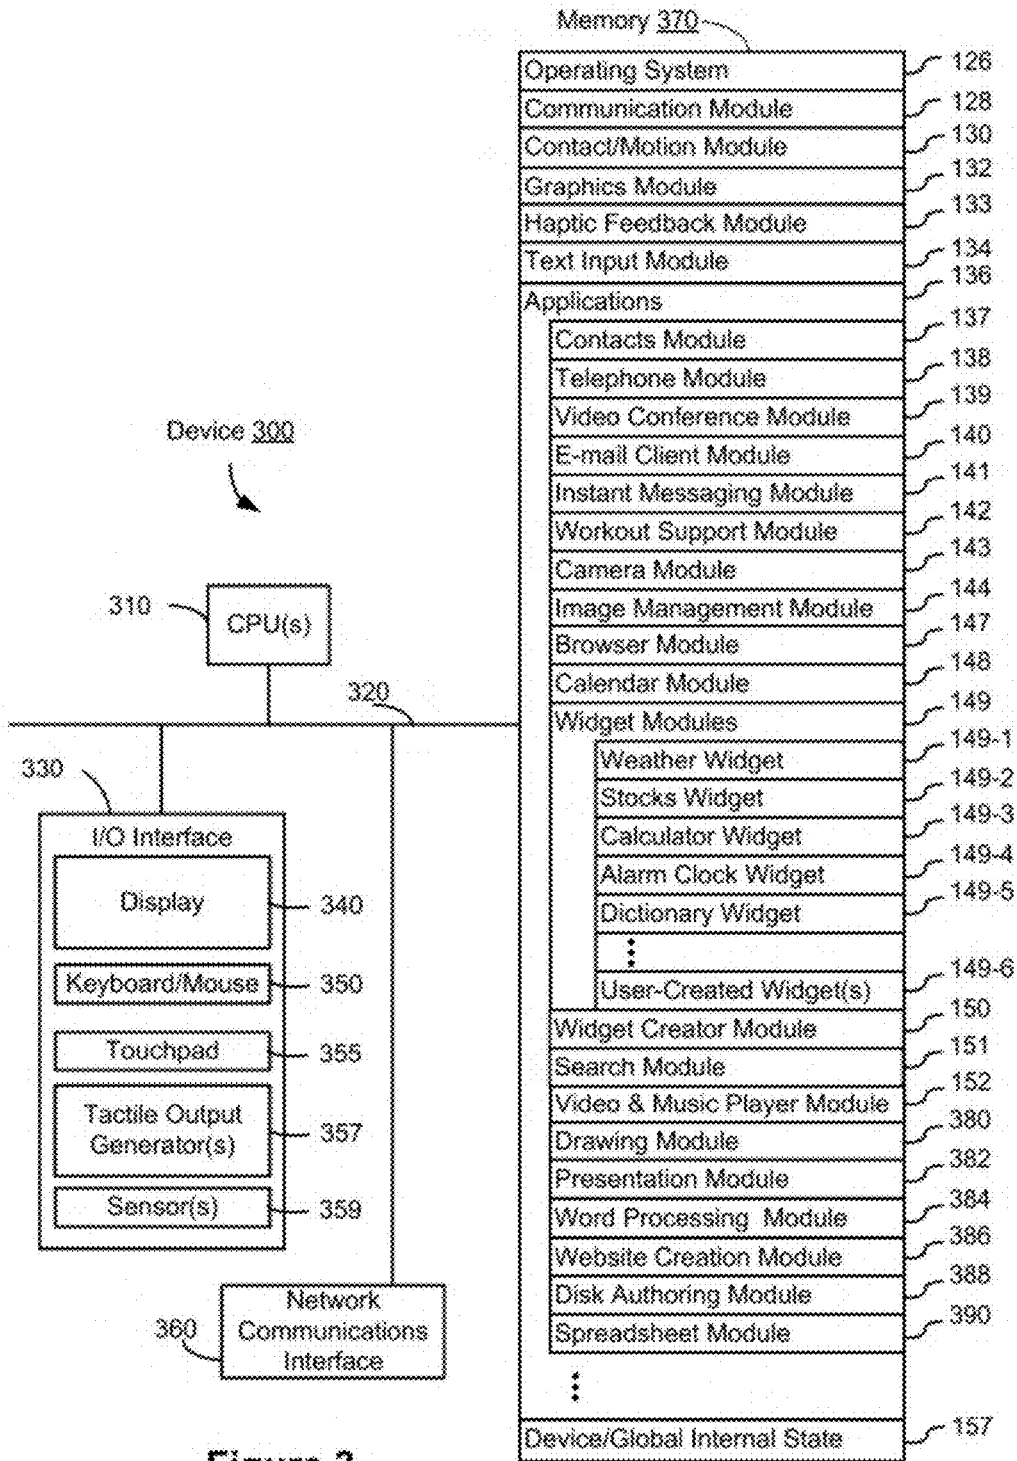 Memory 370
Operating System 126
Communication Module 128
Contact/Motion Module 130
Graphics Module 132
Haptic Feedback Module 133
Text Input Module 134
Applications 136
Contacts Module 137
Telephone Module 138
Video Conference Module 139
E-mail Client Module 140
Instant Messaging Module 141
Workout Support Module 142
Camera Module 143
Image Management Module 144
Browser Module 147
Calendar Module 148
Widget Modules 149
Weather Widget 149-1
Stocks Widget 149-2
Calculator Widget 149-3
Alarm Clock Widget 149-4
Dictionary Widget 149-5
User-Created Widget(s) 149-6
Widget Creator Module 150
Search Module 151
Video & Music Player Module 152
Drawing Module 380
Presentation Module 382
Word Processing Module 384
Website Creation Module 386
Disk Authoring Module 388
Spreadsheet Module 390
Device/Global Internal State 157
Device 300
310
CPU(s)
320
330
I/O Interface
Display 340
Keyboard/Mouse 350
Touchpad 355
Tactile Output
Generator(s) 357
Sensor(s) 359
360
Network
Communications
Interface
Figure 3